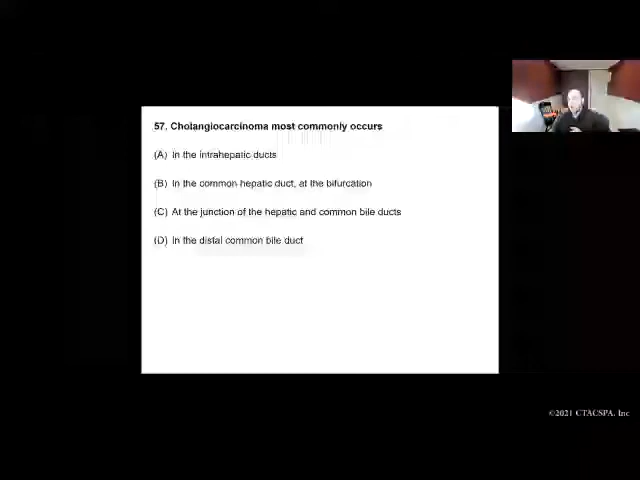 57. Cholangiocarcinoma most commonly occurs
(A) In the intrahepatic ducts
(B) In the common hepatic duct, at the bifurcation
(C) At the junction of the hepatic and common bile ducts
(D) In the distal common bile duct
©2021 CTACSPA, Inc